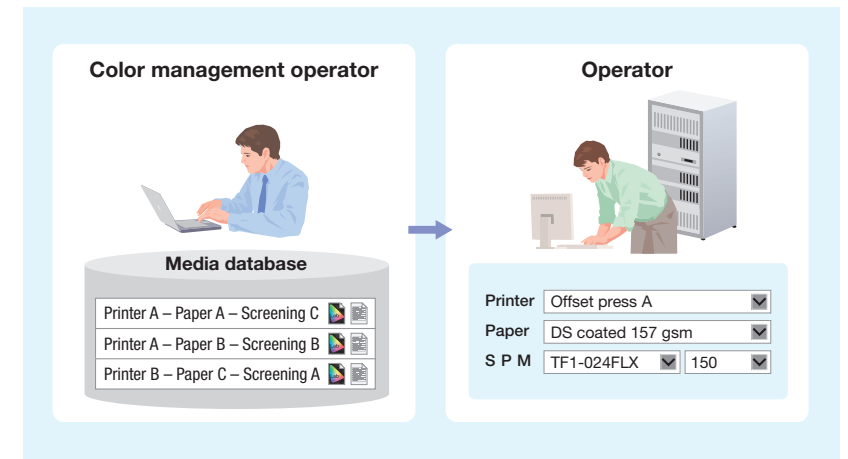 Color management operator
Operator
Media database
Printer A – Paper A – Screening C
Printer A – Paper B – Screening B
Printer B – Paper C – Screening A
Printer Offset press A
Paper DS coated 157 gsm
S P M TF1-024FLX 150